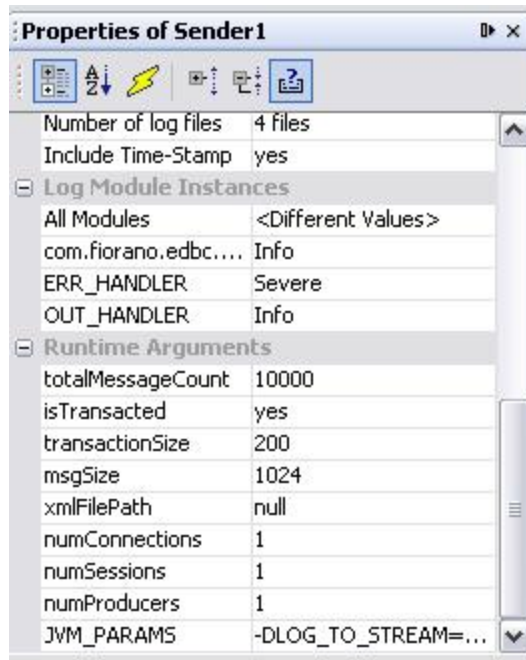 Properties of Sender1
Number of log files 4 files
Include Time-Stamp yes
Log Module Instances
All Modules <Different Values>
com.fiorano.edbc.... Info
ERR_HANDLER Severe
OUT_HANDLER Info
Runtime Arguments
totalMessageCount 10000
isTransacted yes
transactionSize 200
msgSize 1024
xmlFilePath null
numConnections 1
numSessions 1
numProducers 1
JVM_PARAMS -DLOG_TO_STREAM=...